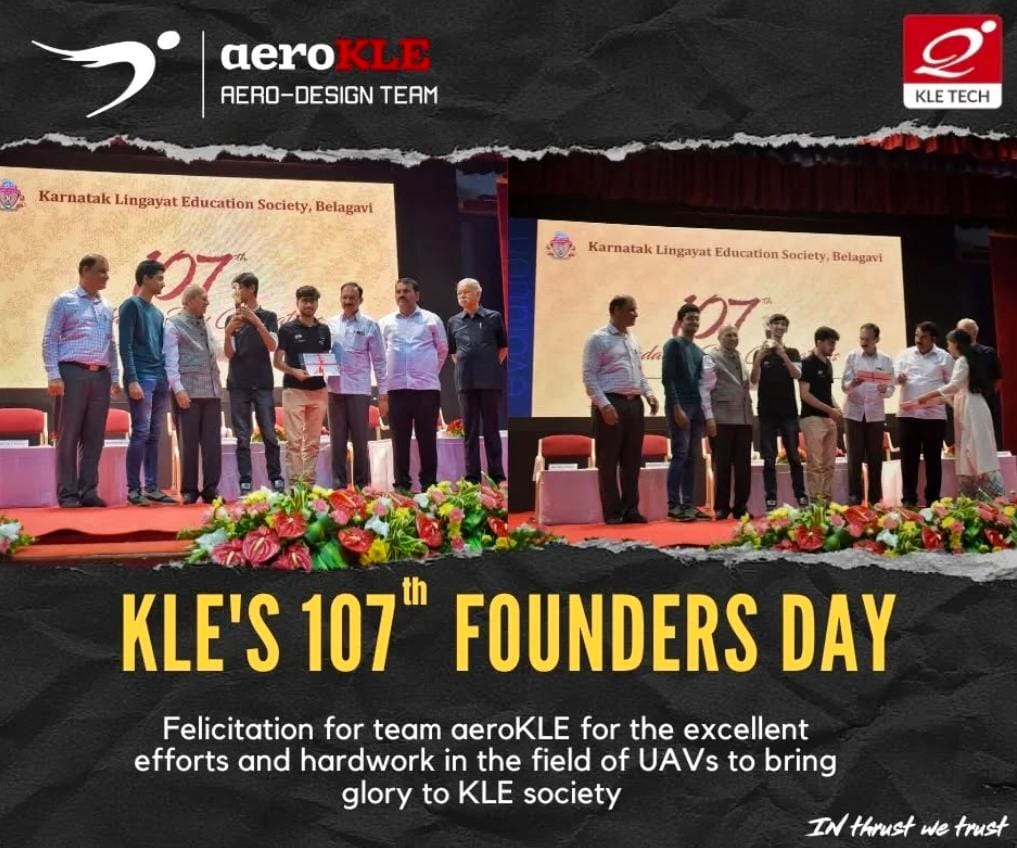 aeroKLE
AERO-DESIGN TEAM
KLE TECH
Karnatak Lingayat Education Society, Belagavi
107th
Karnatak Lingayat Education Society, Belagavi
107th
KLE'S 107th FOUNDERS DAY
Felicitation for team aeroKLE for the excellent
efforts and hardwork in the field of UAVs to bring
glory to KLE society
IN thrust we trust